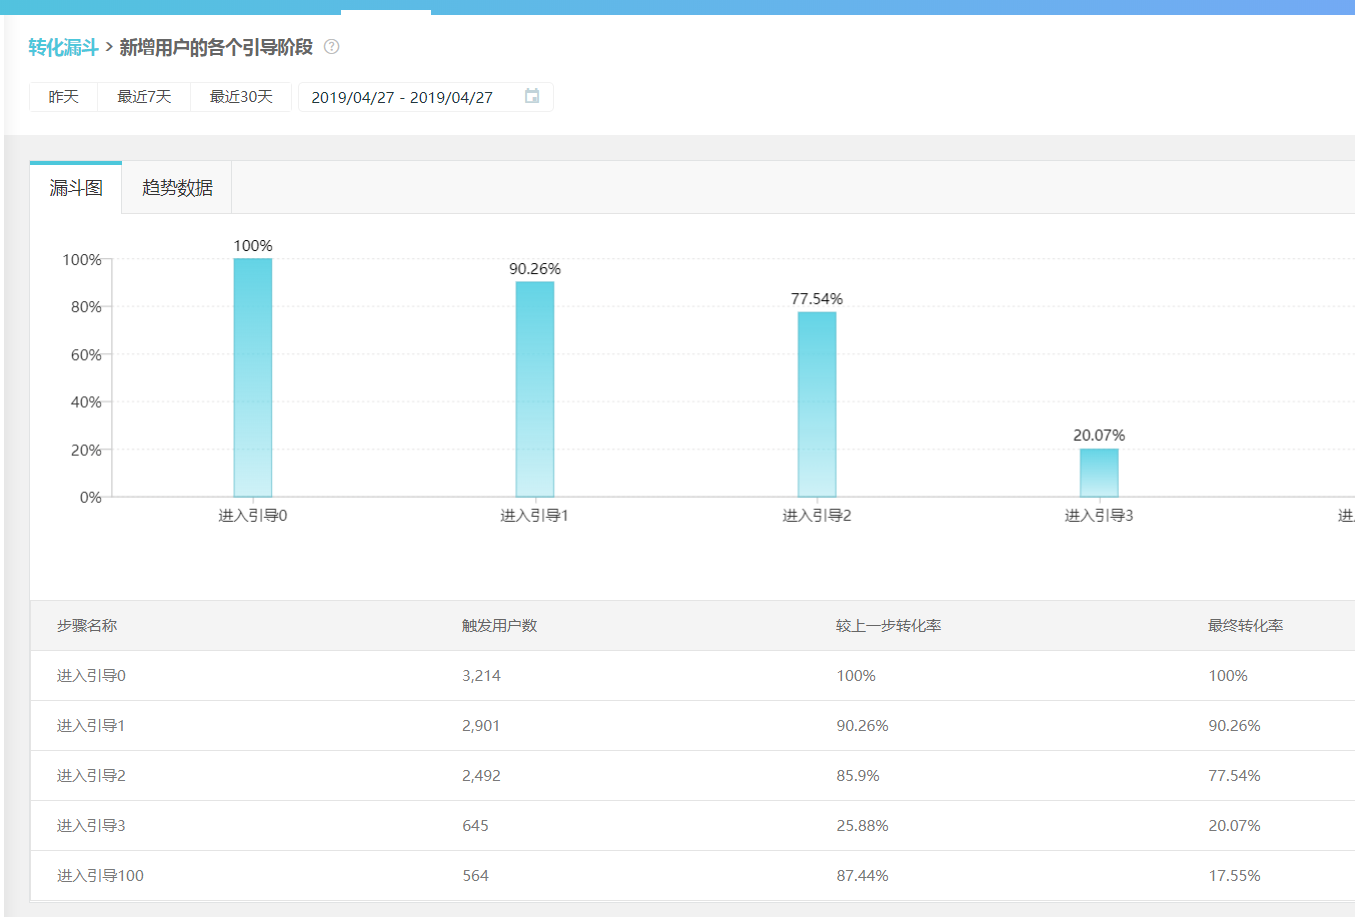 转化漏斗 > 新增用户的各个引导阶段 ?
昨天 最近7天 最近30天 2019/04/27 - 2019/04/27
漏斗图 趋势数据
100%
90.26%
77.54%
20.07%
100%
80%
60%
40%
20%
0%
进入引导0 进入引导1 进入引导2 进入引导3 进
步骤名称 触发用户数 较上一步转化率 最终转化率
进入引导0 3,214 100% 100%
进入引导1 2,901 90.26% 90.26%
进入引导2 2,492 85.9% 77.54%
进入引导3 645 25.88% 20.07%
进入引导100 564 87.44% 17.55%